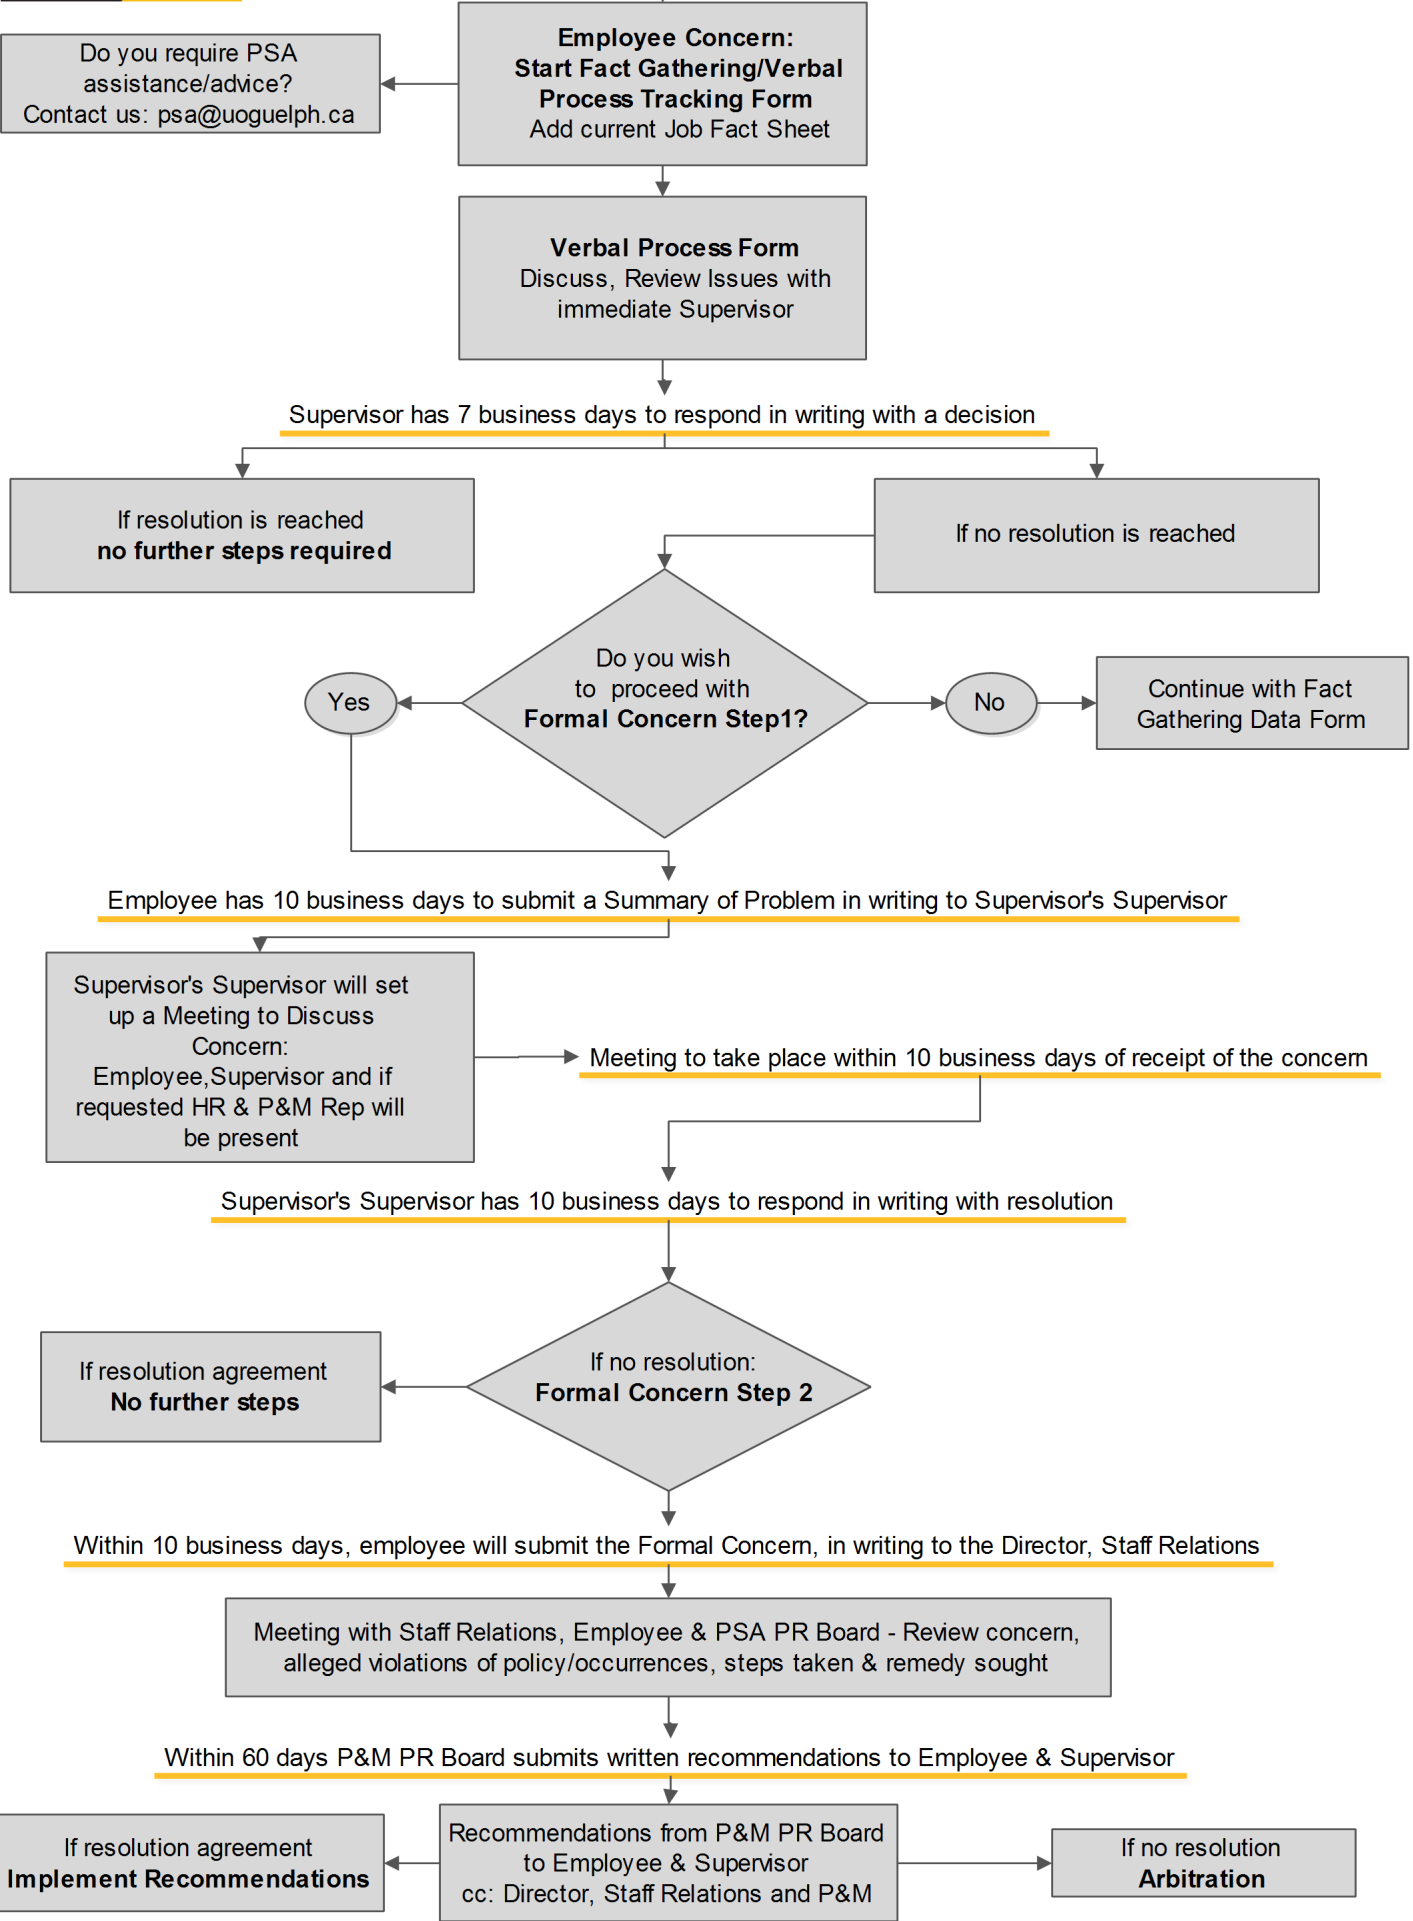 Employee Concern:
Start Fact Gathering/Verbal
Process Tracking Form
Add current Job Fact Sheet
Do you require PSA
assistance/advice?
Contact us: psa@uoguelph.ca
Verbal Process Form
Discuss, Review Issues with
immediate Supervisor
Supervisor has 7 business days to respond in writing with a decision
If resolution is reached
no further steps required
If no resolution is reached
Do you wish
to proceed with
Formal Concern Step1?
Yes
No
Continue with Fact
Gathering Data Form
Employee has 10 business days to submit a Summary of Problem in writing to Supervisor's Supervisor
Supervisor's Supervisor will set
up a Meeting to Discuss
Concern:
Employee,Supervisor and if
requested HR & P&M Rep will
be present
Meeting to take place within 10 business days of receipt of the concern
Supervisor's Supervisor has 10 business days to respond in writing with resolution
If no resolution:
Formal Concern Step 2
If resolution agreement
No further steps
Within 10 business days, employee will submit the Formal Concern, in writing to the Director, Staff Relations
Meeting with Staff Relations, Employee & PSA PR Board - Review concern,
alleged violations of policy/occurrences, steps taken & remedy sought
Within 60 days P&M PR Board submits written recommendations to Employee & Supervisor
If resolution agreement
Implement Recommendations
Recommendations from P&M PR Board
to Employee & Supervisor
cc: Director, Staff Relations and P&M
If no resolution
Arbitration